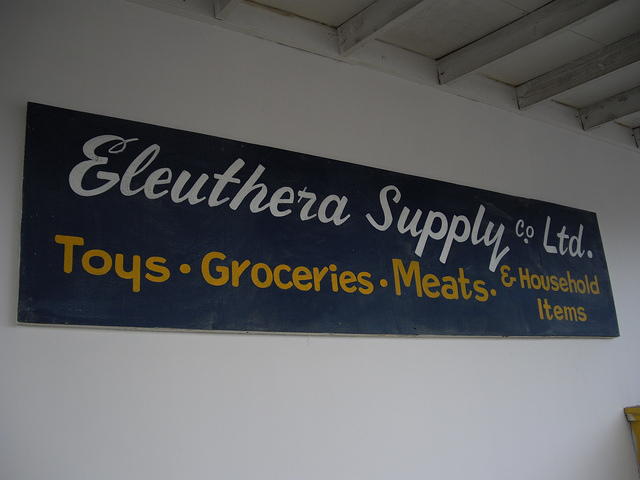 Eleuthera Supply Co Ltd.
Toys · Groceries · Meats · & Household
Items